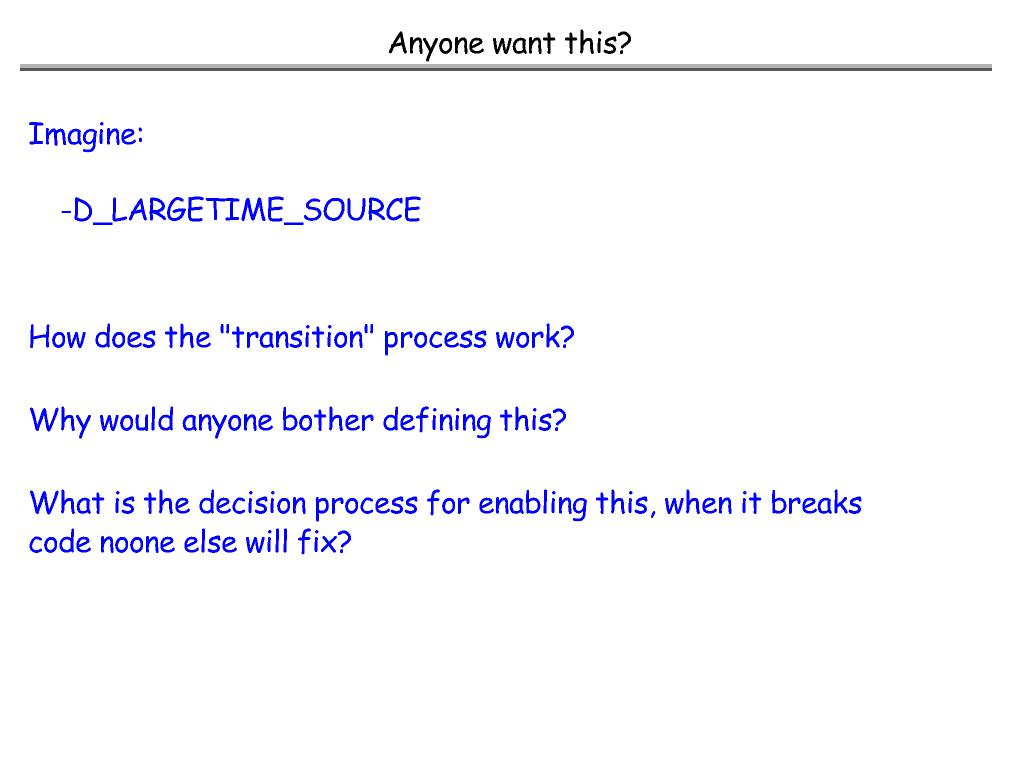 Anyone want this?
Imagine:
-D_LARGETIME_SOURCE
How does the "transition" process work?
Why would anyone bother defining this?
What is the decision process for enabling this, when it breaks
code noone else will fix?